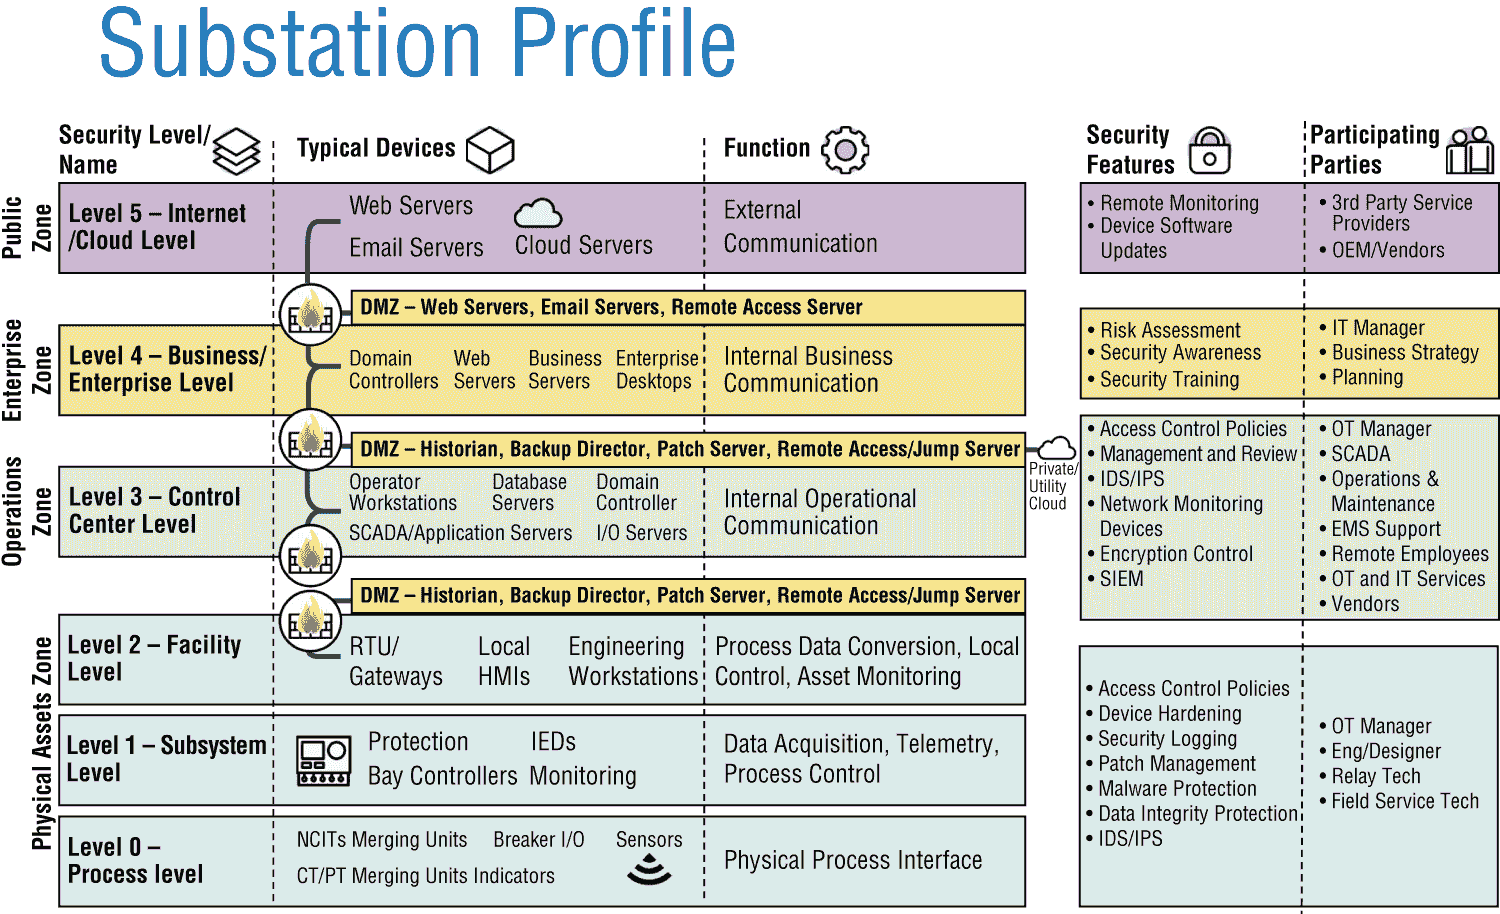 Substation Profile
Security Level/
Name
Typical Devices
Function
Security
Features
Participating
Parties
Public
Zone
Level 5 – Internet
/Cloud Level
Web Servers
Email Servers
Cloud Servers
External
Communication
• Remote Monitoring
• Device Software
Updates
• 3rd Party Service
Providers
• OEM/Vendors
DMZ – Web Servers, Email Servers, Remote Access Server
Enterprise
Zone
Level 4 – Business/
Enterprise Level
Domain
Controllers
Web
Servers
Business
Servers
Enterprise
Desktops
Internal Business
Communication
• Risk Assessment
• Security Awareness
• Security Training
• IT Manager
• Business Strategy
• Planning
DMZ – Historian, Backup Director, Patch Server, Remote Access/Jump Server
Private/
Utility
Cloud
Operations
Zone
Level 3 – Control
Center Level
Operator
Workstations
Database
Servers
Domain
Controller
SCADA/Application Servers
I/O Servers
Internal Operational
Communication
• Access Control Policies
• Management and Review
• IDS/IPS
• Network Monitoring
Devices
• Encryption Control
• SIEM
• OT Manager
• SCADA
• Operations &
Maintenance
• EMS Support
• Remote Employees
• OT and IT Services
• Vendors
DMZ – Historian, Backup Director, Patch Server, Remote Access/Jump Server
Physical Assets Zone
Level 2 – Facility
Level
RTU/
Gateways
Local
HMIs
Engineering
Workstations
Process Data Conversion, Local
Control, Asset Monitoring
Level 1 – Subsystem
Level
Protection
Bay Controllers
IEDs
Monitoring
Data Acquisition, Telemetry,
Process Control
Level 0 –
Process level
NCITs Merging Units
Breaker I/O
Sensors
CT/PT Merging Units Indicators
Physical Process Interface
• Access Control Policies
• Device Hardening
• Security Logging
• Patch Management
• Malware Protection
• Data Integrity Protection
• IDS/IPS
• OT Manager
• Eng/Designer
• Relay Tech
• Field Service Tech